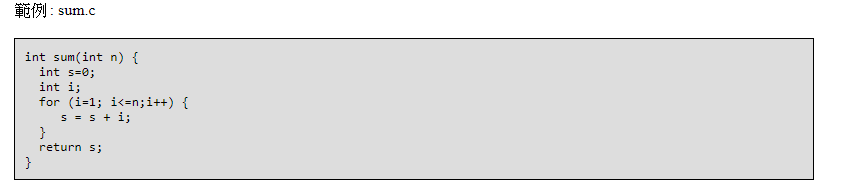 範例 : sum.c
int sum(int n) {
  int s=0;
  int i;
  for (i=1; i<=n;i++) {
     s = s + i;
  }
  return s;
}